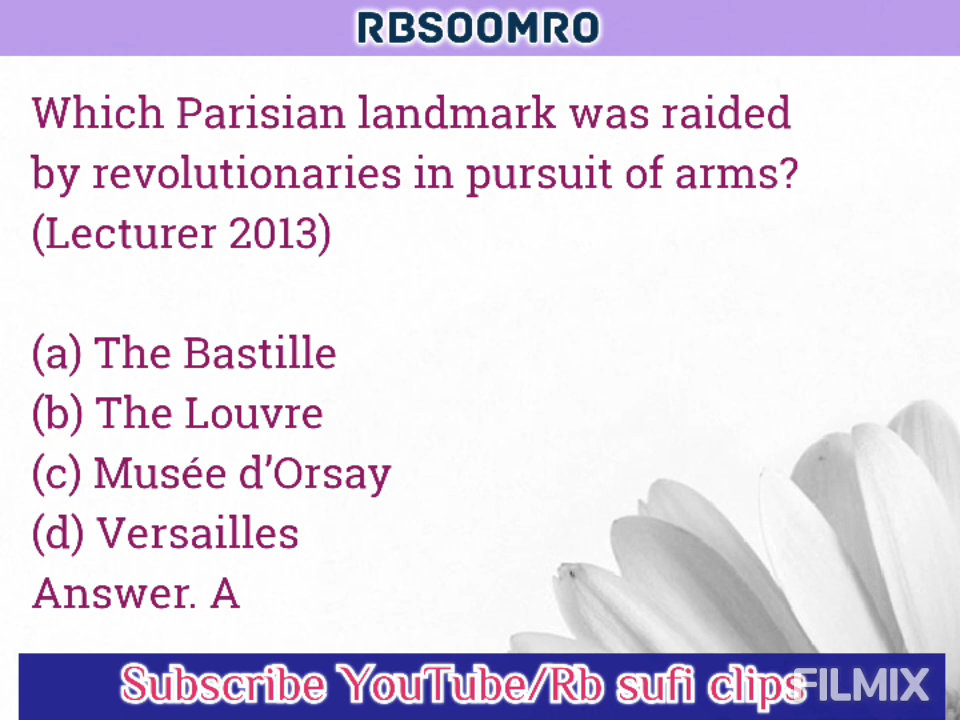 RBSOOMRO
Which Parisian landmark was raided
by revolutionaries in pursuit of arms?
(Lecturer 2013)
(a) The Bastille
(b) The Louvre
(c) Musée d’Orsay
(d) Versailles
Answer. A
Subscribe YouTube/Rb sufi clips
FILMIX